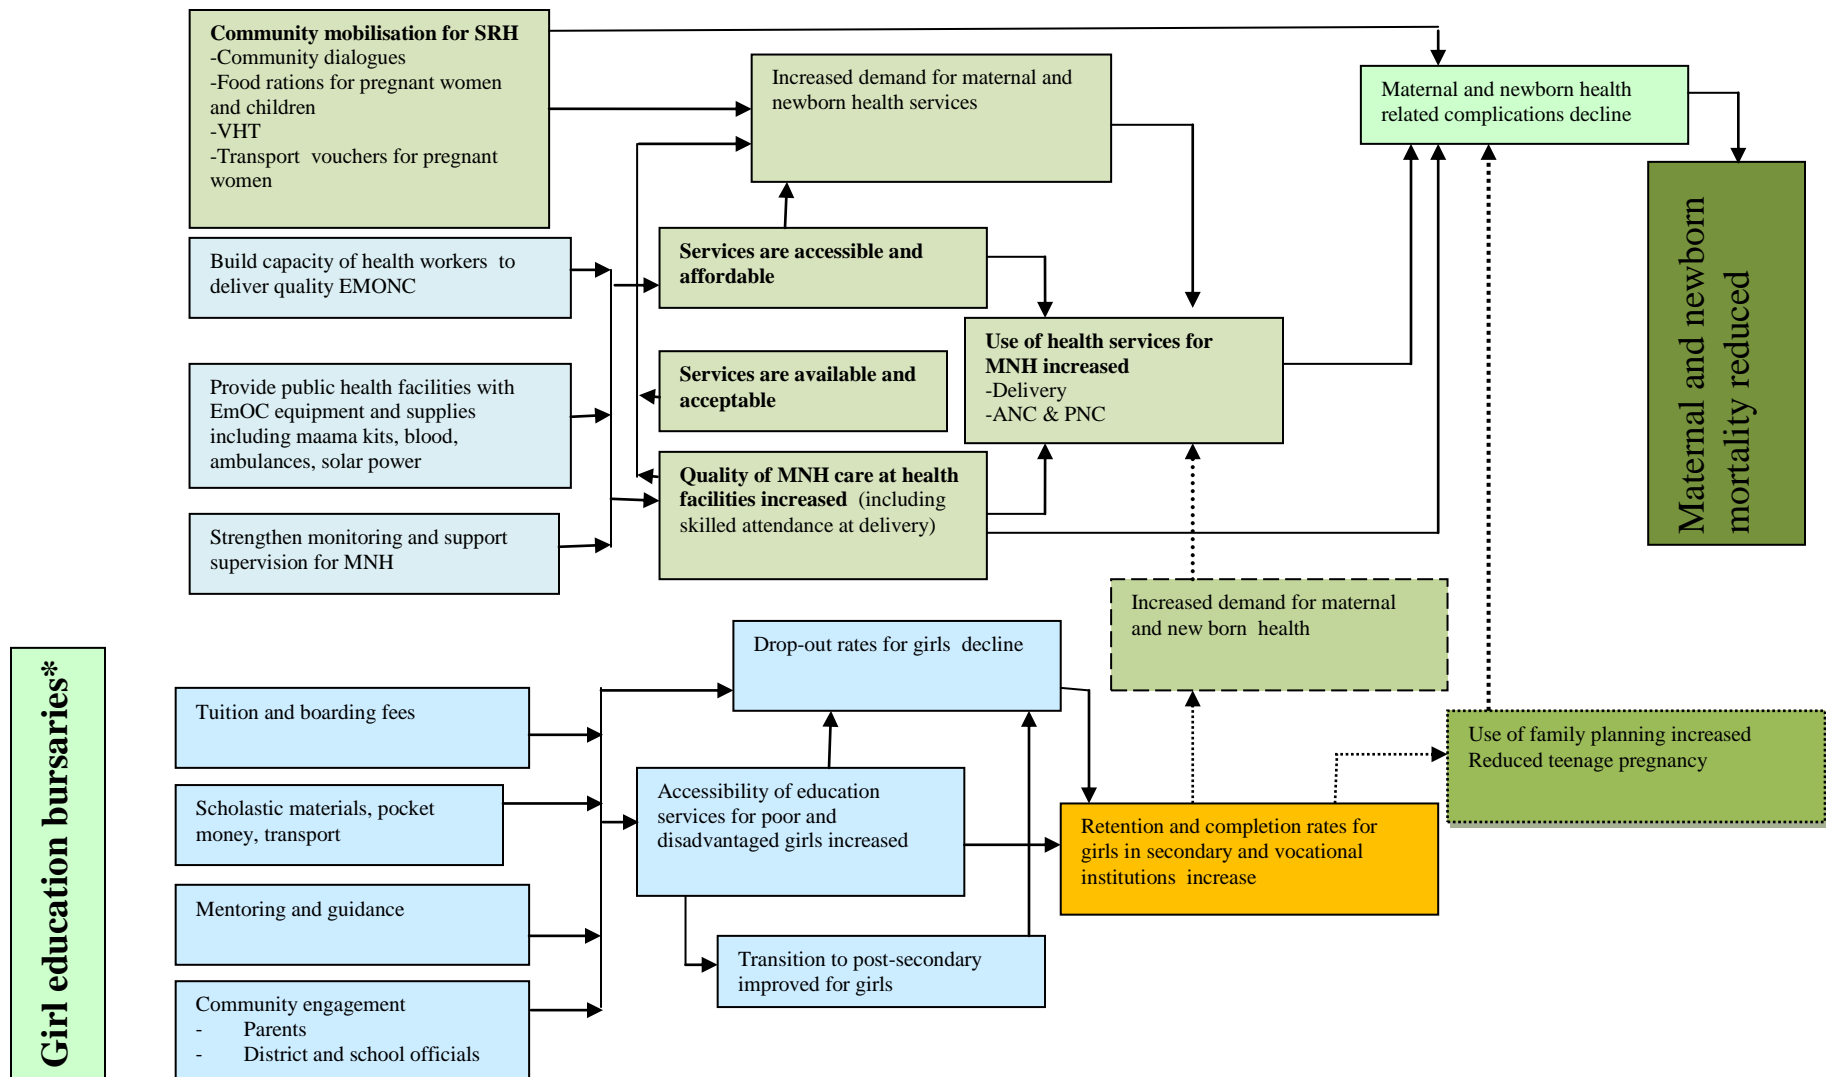 Community mobilisation for SRH
-Community dialogues
-Food rations for pregnant women
and children
-VHT
-Transport vouchers for pregnant
women
Increased demand for maternal and
newborn health services
Maternal and newborn health
related complications decline
Maternal and newborn
mortality reduced
Build capacity of health workers to
deliver quality EMONC
Services are accessible and
affordable
Provide public health facilities with
EmOC equipment and supplies
including maama kits, blood,
ambulances, solar power
Services are available and
acceptable
Use of health services for
MNH increased
-Delivery
-ANC & PNC
Strengthen monitoring and support
supervision for MNH
Quality of MNH care at health
facilities increased (including
skilled attendance at delivery)
Increased demand for maternal
and new born health
Girl education bursaries*
Drop-out rates for girls decline
Tuition and boarding fees
Use of family planning increased
Reduced teenage pregnancy
Scholastic materials, pocket
money, transport
Accessibility of education
services for poor and
disadvantaged girls increased
Retention and completion rates for
girls in secondary and vocational
institutions increase
Mentoring and guidance
Transition to post-secondary
improved for girls
Community engagement
- Parents
- District and school officials